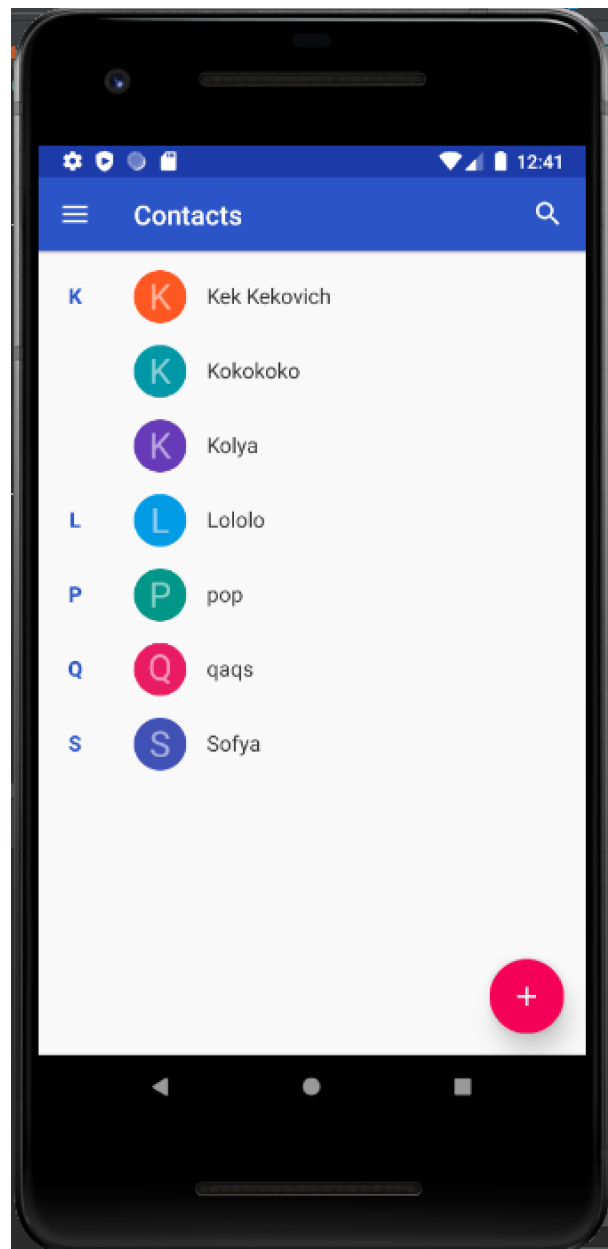 12:41
Contacts
K K Kek Kekovich
K Kokokoko
K Kolya
L L Lololo
P P pop
Q Q qaqs
S S Sofya
+